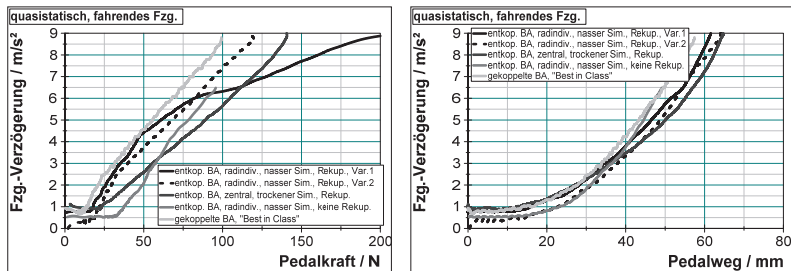 quasistatisch, fahrendes Fzg.
Fzg.-Verzögerung / m/s²
9
8
7
6
5
4
3
2
1
0
entkop. BA, radindiv., nasser Sim., Rekup., Var.1
entkop. BA, radindiv., nasser Sim., Rekup., Var.2
entkop. BA, zentral, trockener Sim., Rekup.
entkop. BA, radindiv., nasser Sim., keine Rekup.
gekoppelte BA, "Best in Class"
0 50 100 150 200
Pedalkraft / N
quasistatisch, fahrendes Fzg.
Fzg.-Verzögerung / m/s²
9
8
7
6
5
4
3
2
1
0
entkop. BA, radindiv., nasser Sim., Rekup., Var.1
entkop. BA, radindiv., nasser Sim., Rekup., Var.2
entkop. BA, zentral, trockener Sim., Rekup.
entkop. BA, radindiv., nasser Sim., keine Rekup.
gekoppelte BA, "Best in Class"
0 20 40 60 80
Pedalweg / mm